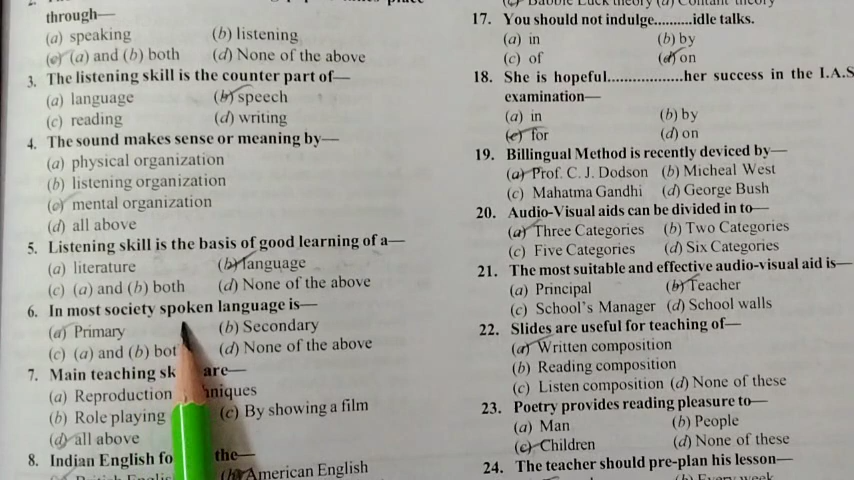 through—
(a) speaking (b) listening
(c) (a) and (b) both (d) None of the above
3. The listening skill is the counter part of—
(a) language (b) speech
(c) reading (d) writing
4. The sound makes sense or meaning by—
(a) physical organization
(b) listening organization
(c) mental organization
(d) all above
5. Listening skill is the basis of good learning of a—
(a) literature (b) language
(c) (a) and (b) both (d) None of the above
6. In most society spoken language is—
(a) Primary (b) Secondary
(c) (a) and (b) bot (d) None of the above
7. Main teaching sk are—
(a) Reproduction hniques
(b) Role playing (c) By showing a film
(d) all above
8. Indian English fo the—
(b) American English
17. You should not indulge..........idle talks.
(a) in (b) by
(c) of (d) on
18. She is hopeful...................her success in the I.A.S
examination—
(a) in (b) by
(c) for (d) on
19. Billingual Method is recently deviced by—
(a) Prof. C. J. Dodson (b) Micheal West
(c) Mahatma Gandhi (d) George Bush
20. Audio-Visual aids can be divided in to—
(a) Three Categories (b) Two Categories
(c) Five Categories (d) Six Categories
21. The most suitable and effective audio-visual aid is—
(a) Principal (b) Teacher
(c) School's Manager (d) School walls
22. Slides are useful for teaching of—
(a) Written composition
(b) Reading composition
(c) Listen composition (d) None of these
23. Poetry provides reading pleasure to—
(a) Man (b) People
(c) Children (d) None of these
24. The teacher should pre-plan his lesson—
(b) Every week